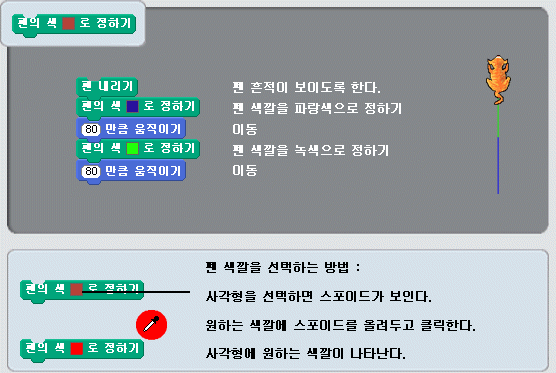 펜의 색 로 정하기
펜 내리기 펜 흔적이 보이도록 한다.
펜의 색 로 정하기 펜 색깔을 파랑색으로 정하기
80 만큼 움직이기 이동
펜의 색 로 정하기 펜 색깔을 녹색으로 정하기
80 만큼 움직이기 이동
펜 색깔을 선택하는 방법 :
펜의 색 로 정하기 사각형을 선택하면 스포이드가 보인다.
원하는 색깔에 스포이드를 올려두고 클릭한다.
펜의 색 로 정하기 사각형에 원하는 색깔이 나타난다.